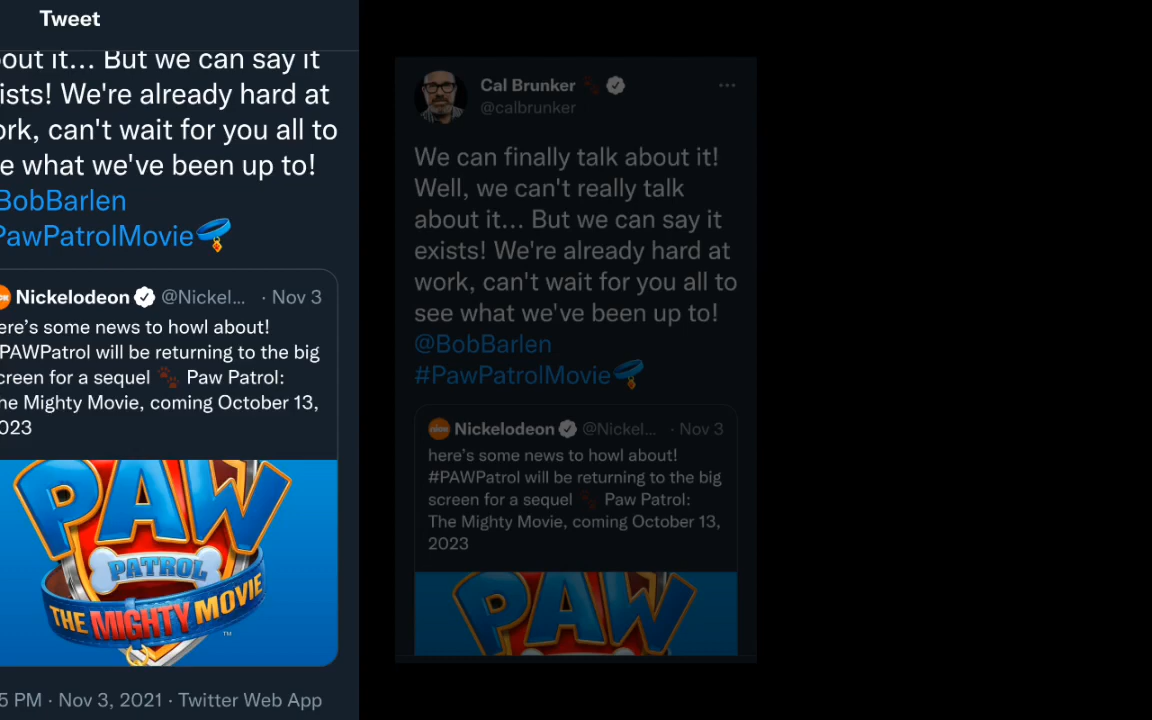 Tweet
out it... But we can say it
ists! We're already hard at
ork, can't wait for you all to
e what we've been up to!
BobBarlen
PawPatrolMovie
Nickelodeon @Nickel... · Nov 3
ere's some news to howl about!
PAWPatrol will be returning to the big
creen for a sequel Paw Patrol:
he Mighty Movie, coming October 13,
023
PAW
PATROL
THE MIGHTY MOVIE
TM
5 PM · Nov 3, 2021 · Twitter Web App
Cal Brunker
@calbrunker
We can finally talk about it!
Well, we can't really talk
about it... But we can say it
exists! We're already hard at
work, can't wait for you all to
see what we've been up to!
@BobBarlen
#PawPatrolMovie
nick Nickelodeon @Nickel... · Nov 3
here's some news to howl about!
#PAWPatrol will be returning to the big
screen for a sequel Paw Patrol:
The Mighty Movie, coming October 13,
2023
PAW